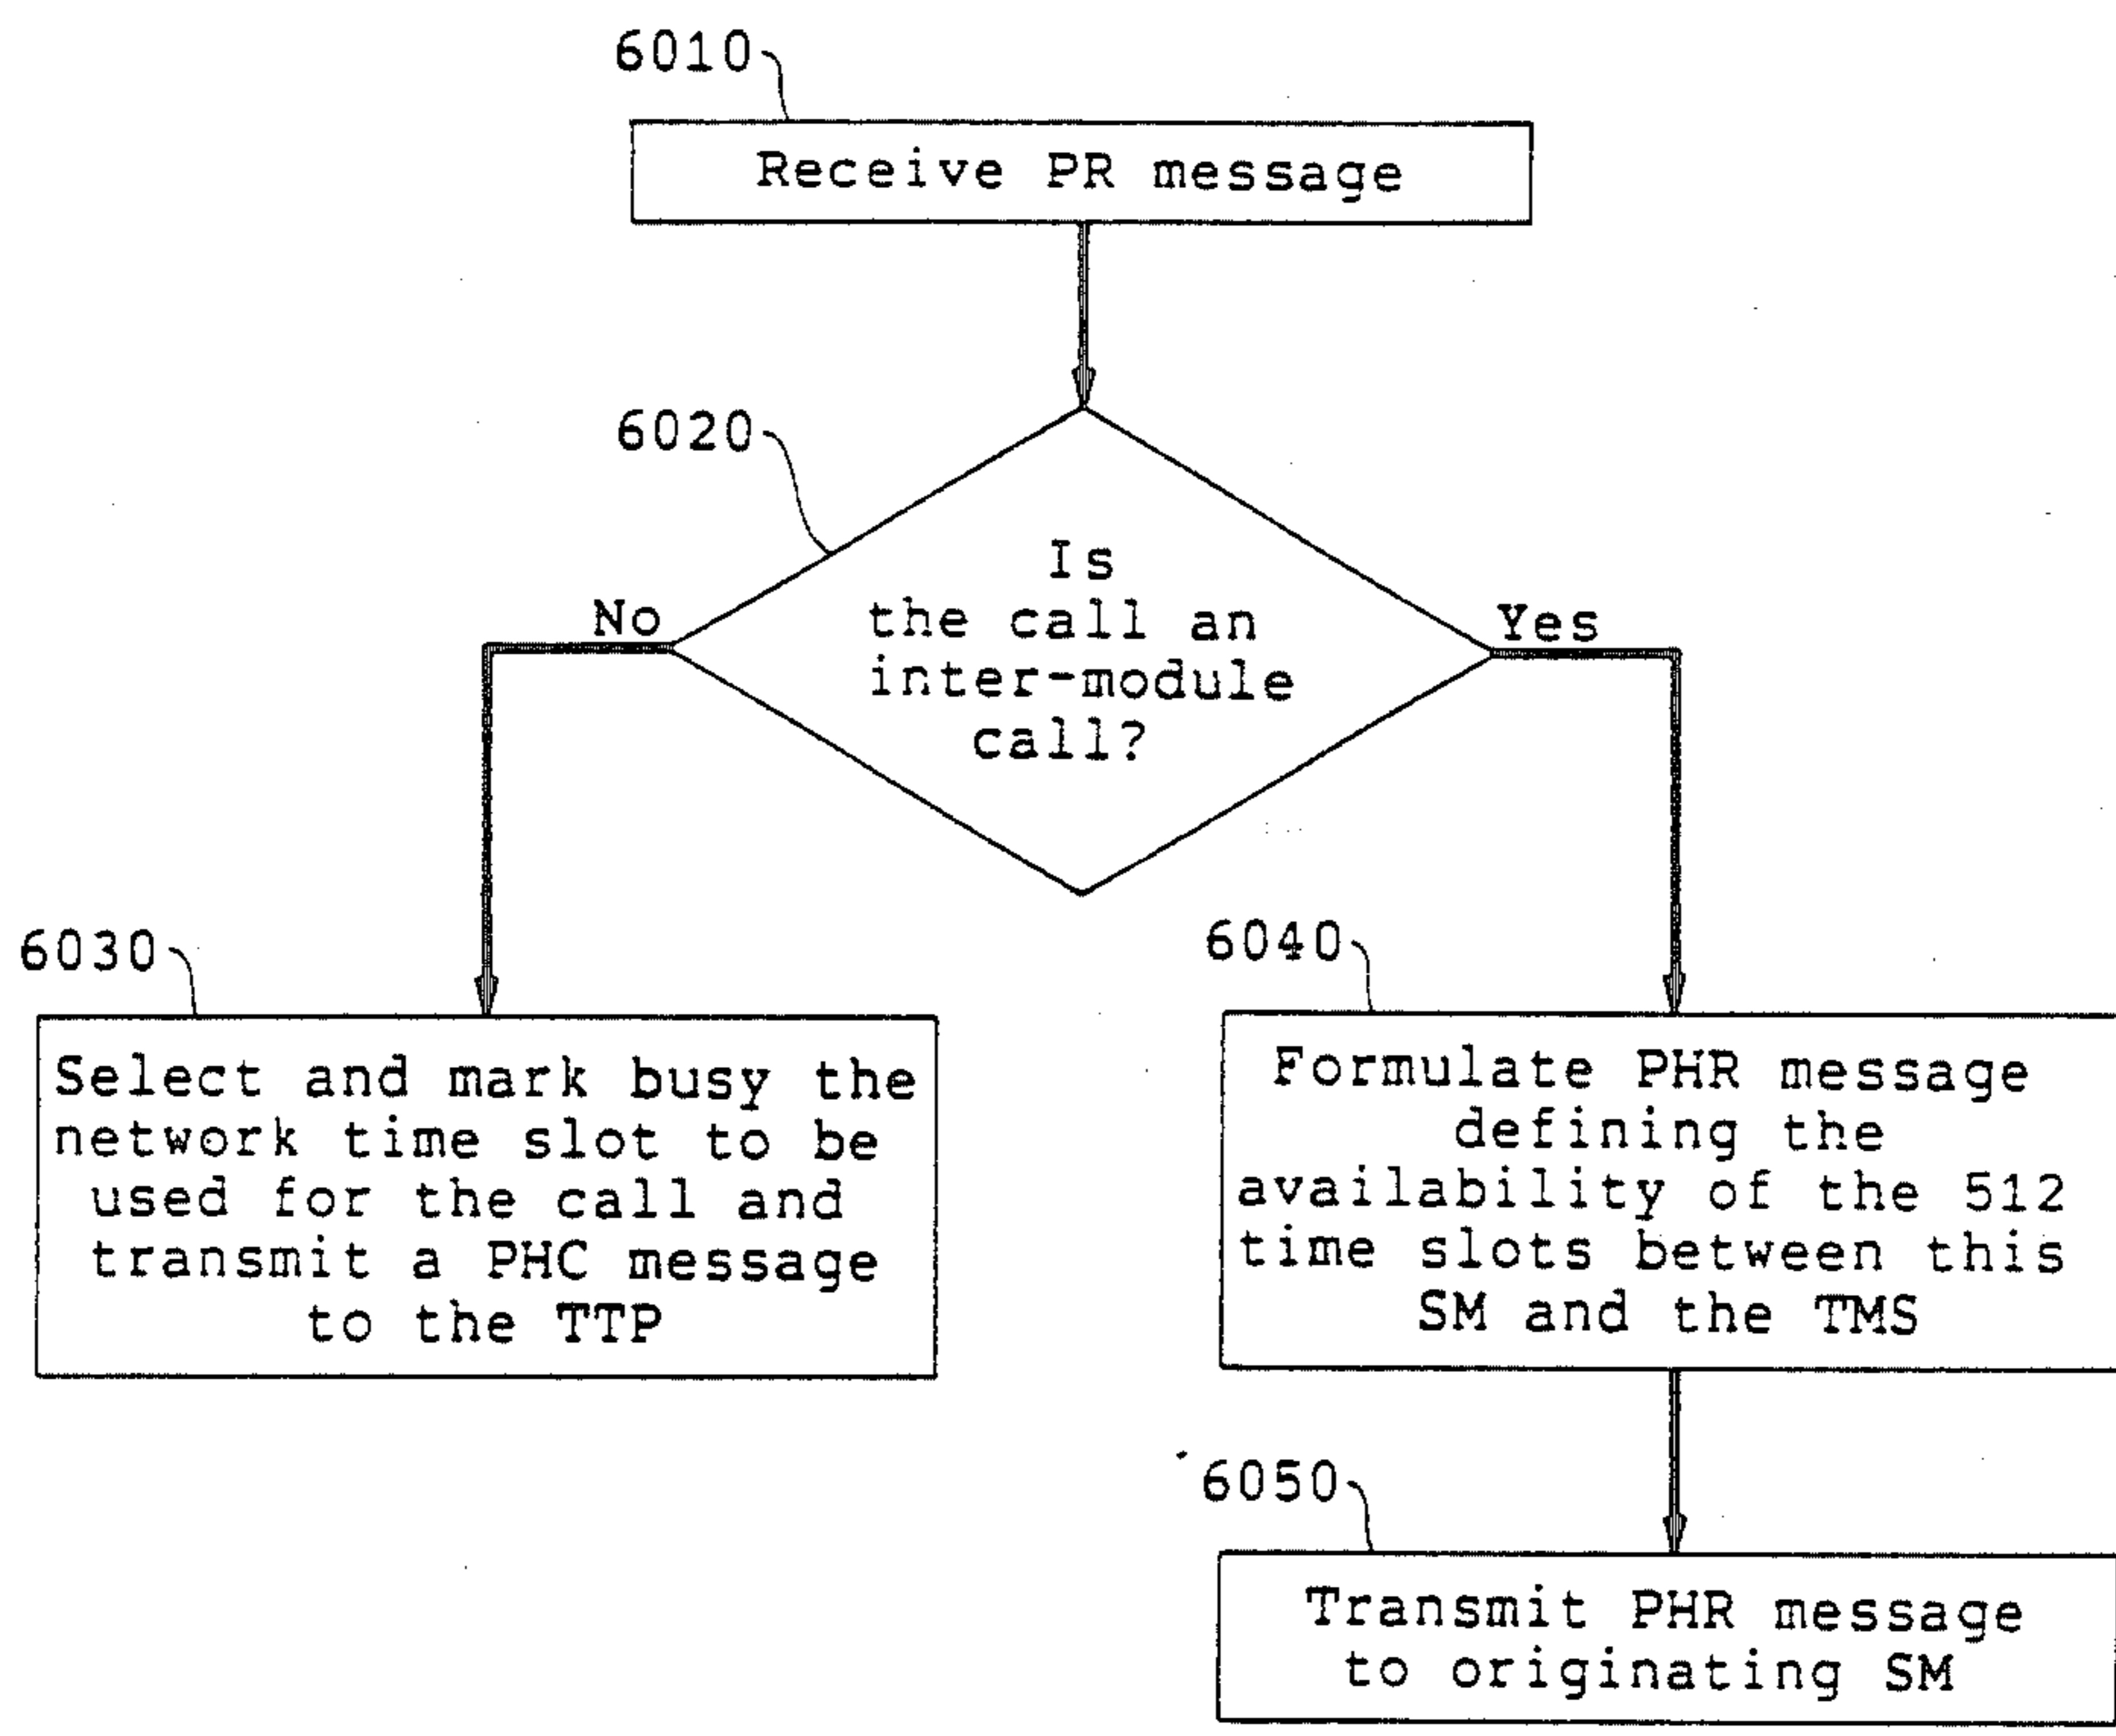 6010
Receive PR message
6020
Is
the call an
inter-module
call?
No
Yes
6030
Select and mark busy the
network time slot to be
used for the call and
transmit a PHC message
to the TTP
6040
Formulate PHR message
defining the
availability of the 512
time slots between this
SM and the TMS
6050
Transmit PHR message
to originating SM